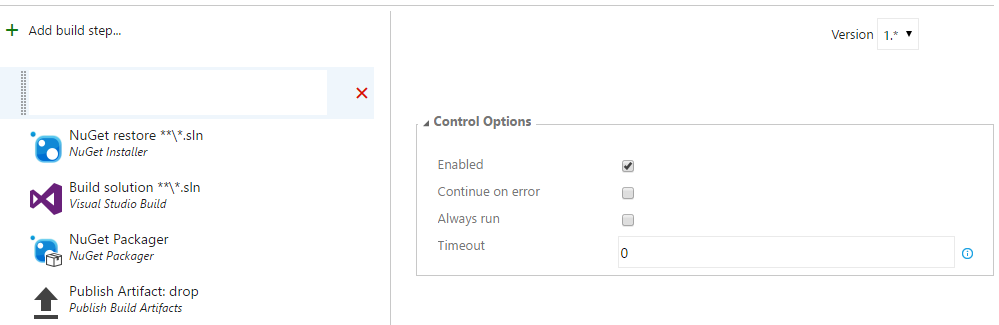 + Add build step...
Version 1.* ▼
NuGet restore **\*.sln
NuGet Installer
Build solution **\*.sln
Visual Studio Build
NuGet Packager
NuGet Packager
Publish Artifact: drop
Publish Build Artifacts
Control Options
Enabled
Continue on error
Always run
Timeout 0